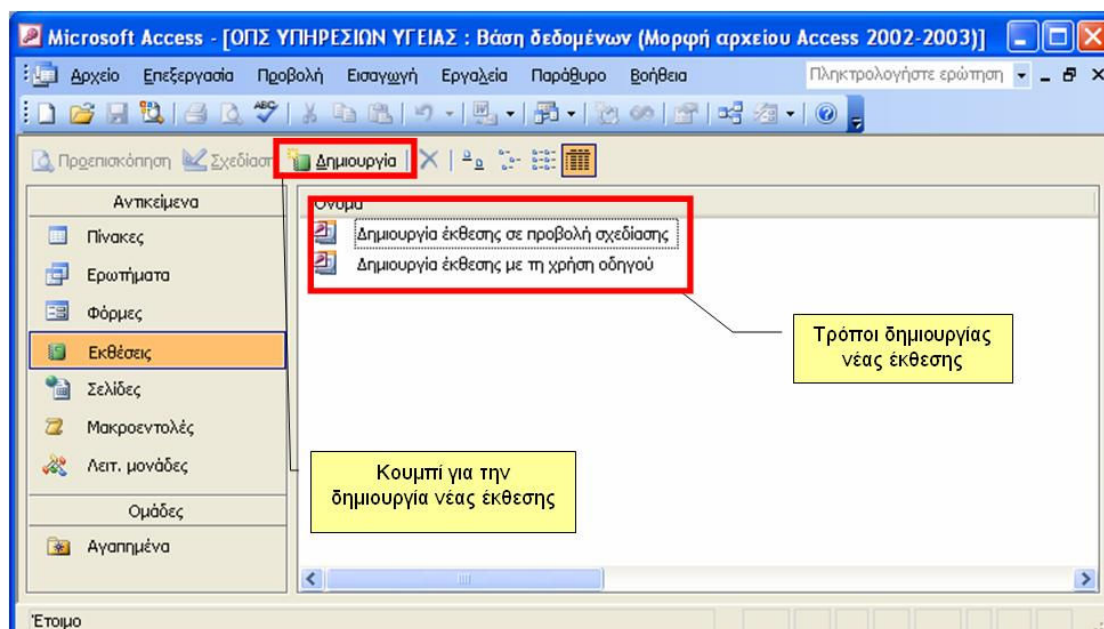 Microsoft Access - [ΟΠΣ ΥΠΗΡΕΣΙΩΝ ΥΓΕΙΑΣ : Βάση δεδομένων (Μορφή αρχείου Access 2002-2003)]
Αρχείο Επεξεργασία Προβολή Εισαγωγή Εργαλεία Παράθυρο Βοήθεια Πληκτρολογήστε ερώτηση
Προεπισκόπηση Σχεδίαση Δημιουργία
Αντικείμενα
Όνομα
Πίνακες
Ερωτήματα
Φόρμες
Εκθέσεις
Σελίδες
Μακροεντολές
Λειτ. μονάδες
Ομάδες
Αγαπημένα
Δημιουργία έκθεσης σε προβολή σχεδίασης
Δημιουργία έκθεσης με τη χρήση οδηγού
Τρόποι δημιουργίας
νέας έκθεσης
Κουμπί για την
δημιουργία νέας έκθεσης
Έτοιμο